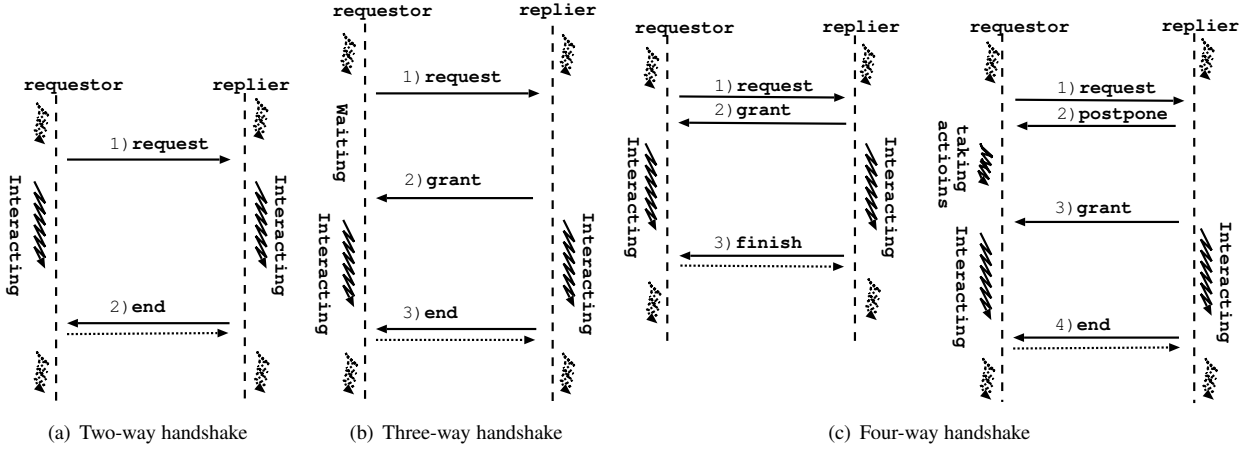 requestor
replier
1) request
Interacting
Interacting
2) end
(a) Two-way handshake
requestor
replier
1) request
Waiting
2) grant
Interacting
Interacting
3) end
(b) Three-way handshake
requestor
replier
1) request
2) grant
Interacting
Interacting
3) finish
requestor
replier
1) request
2) postpone
taking
actioins
3) grant
Interacting
Interacting
4) end
(c) Four-way handshake